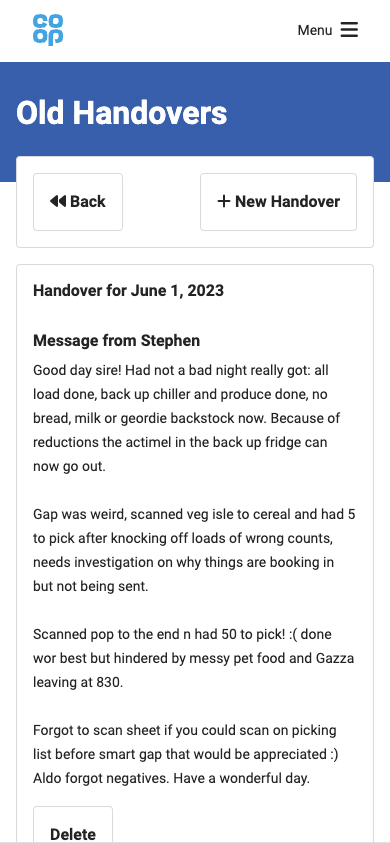 CO
OP
Menu
Old Handovers
Back
+ New Handover
Handover for June 1, 2023
Message from Stephen
Good day sire! Had not a bad night really got: all
load done, back up chiller and produce done, no
bread, milk or geordie backstock now. Because of
reductions the actimel in the back up fridge can
now go out.
Gap was weird, scanned veg isle to cereal and had 5
to pick after knocking off loads of wrong counts,
needs investigation on why things are booking in
but not being sent.
Scanned pop to the end n had 50 to pick! :( done
wor best but hindered by messy pet food and Gazza
leaving at 830.
Forgot to scan sheet if you could scan on picking
list before smart gap that would be appreciated :)
Aldo forgot negatives. Have a wonderful day.
Delete